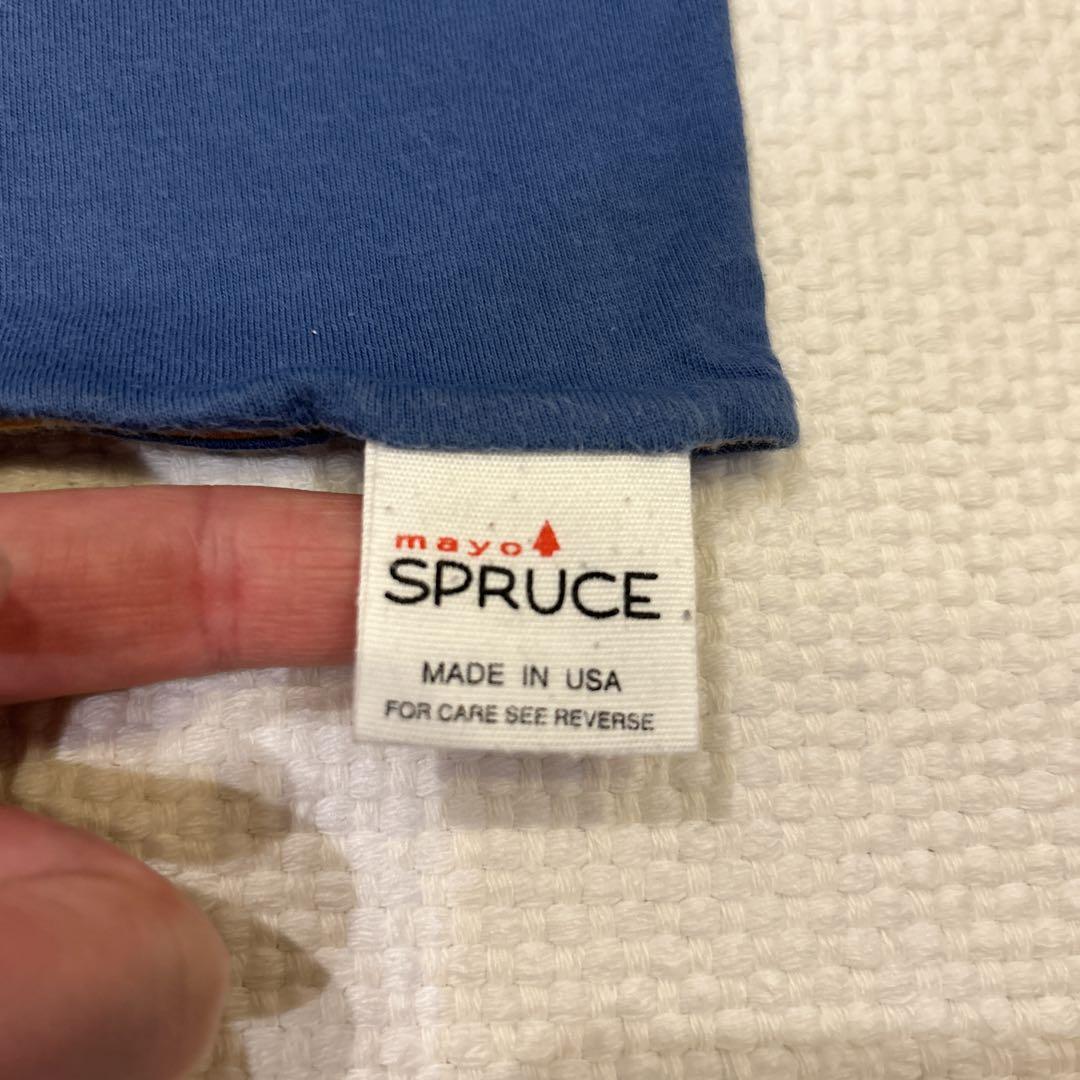 mayo
SPRUCE
MADE IN USA
FOR CARE SEE REVERSE